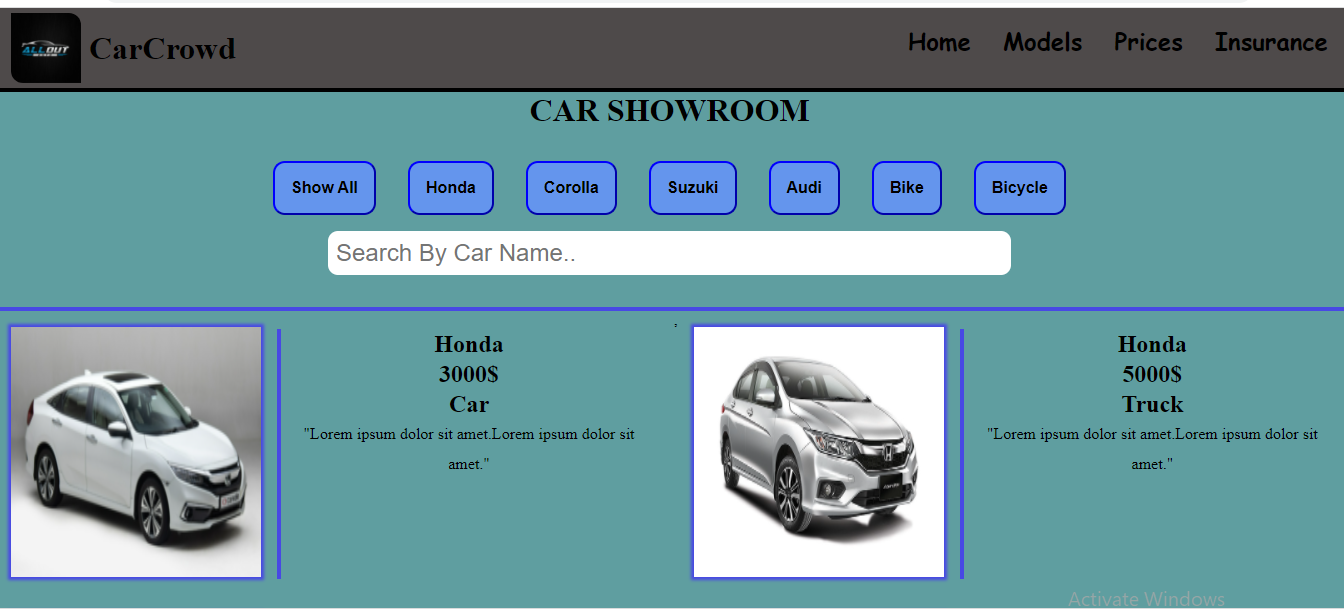 ALL OUT
CarCrowd
Home Models Prices Insurance
CAR SHOWROOM
Show All Honda Corolla Suzuki Audi Bike Bicycle
Search By Car Name..
Honda
3000$
Car
"Lorem ipsum dolor sit amet.Lorem ipsum dolor sit
amet."
,
Honda
5000$
Truck
"Lorem ipsum dolor sit amet.Lorem ipsum dolor sit
amet."
Activate Windows